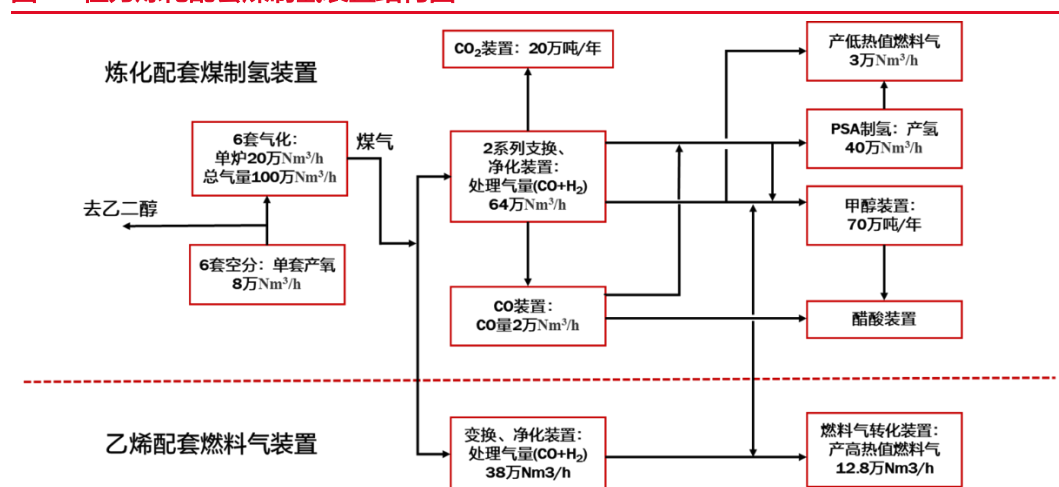 炼化配套煤制氢装置
CO₂装置：20万吨/年
产低热值燃料气
3万Nm³/h
6套气化：
单炉20万Nm³/h
总气量100万Nm³/h
煤气
2系列支换、
净化装置：
处理气量(CO+H₂)
64万Nm³/h
PSA制氢：产氢
40万Nm³/h
去乙二醇
甲醇装置：
70万吨/年
6套空分：单套产氧
8万Nm³/h
CO装置：
CO量2万Nm³/h
醋酸装置
乙烯配套燃料气装置
变换、净化装置：
处理气量(CO+H₂)
38万Nm3/h
燃料气转化装置：
产高热值燃料气
12.8万Nm3/h